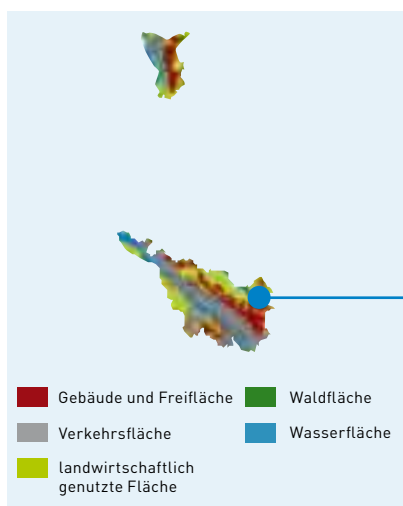 Gebäude und Freifläche
Verkehrsfläche
landwirtschaftlich
genutzte Fläche
Waldfläche
Wasserfläche